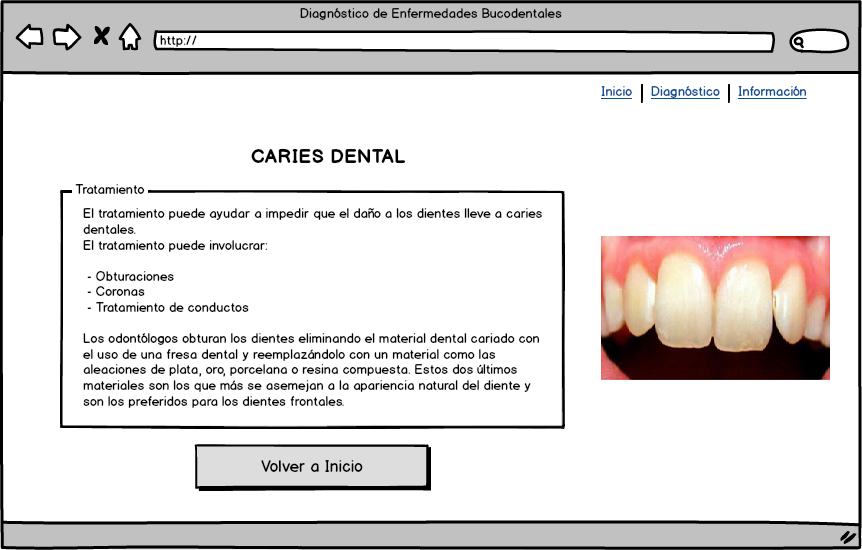 Diagnóstico de Enfermedades Bucodentales
http://
Inicio
Diagnóstico
Información
CARIES DENTAL
Tratamiento
El tratamiento puede ayudar a impedir que el daño a los dientes lleve a caries
dentales.
El tratamiento puede involucrar:
- Obturaciones
- Coronas
- Tratamiento de conductos
Los odontólogos obturan los dientes eliminando el material dental cariado con
el uso de una fresa dental y reemplazándolo con un material como las
aleaciones de plata, oro, porcelana o resina compuesta. Estos dos últimos
materiales son los que más se asemejan a la apariencia natural del diente y
son los preferidos para los dientes frontales.
Volver a Inicio